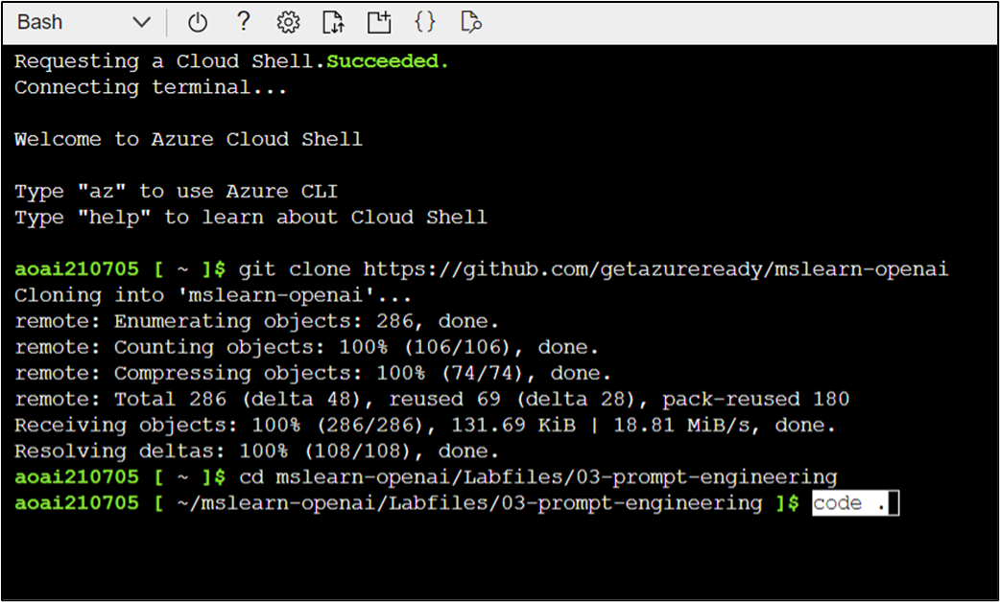 Bash
?
{}
Requesting a Cloud Shell.Succeeded.
Connecting terminal...
Welcome to Azure Cloud Shell
Type "az" to use Azure CLI
Type "help" to learn about Cloud Shell
aoai210705 [ ~ ]$ git clone https://github.com/getazureready/mslearn-openai
Cloning into 'mslearn-openai'...
remote: Enumerating objects: 286, done.
remote: Counting objects: 100% (106/106), done.
remote: Compressing objects: 100% (74/74), done.
remote: Total 286 (delta 48), reused 69 (delta 28), pack-reused 180
Receiving objects: 100% (286/286), 131.69 KiB | 18.81 MiB/s, done.
Resolving deltas: 100% (108/108), done.
aoai210705 [ ~ ]$ cd mslearn-openai/Labfiles/03-prompt-engineering
aoai210705 [ ~/mslearn-openai/Labfiles/03-prompt-engineering ]$ code .